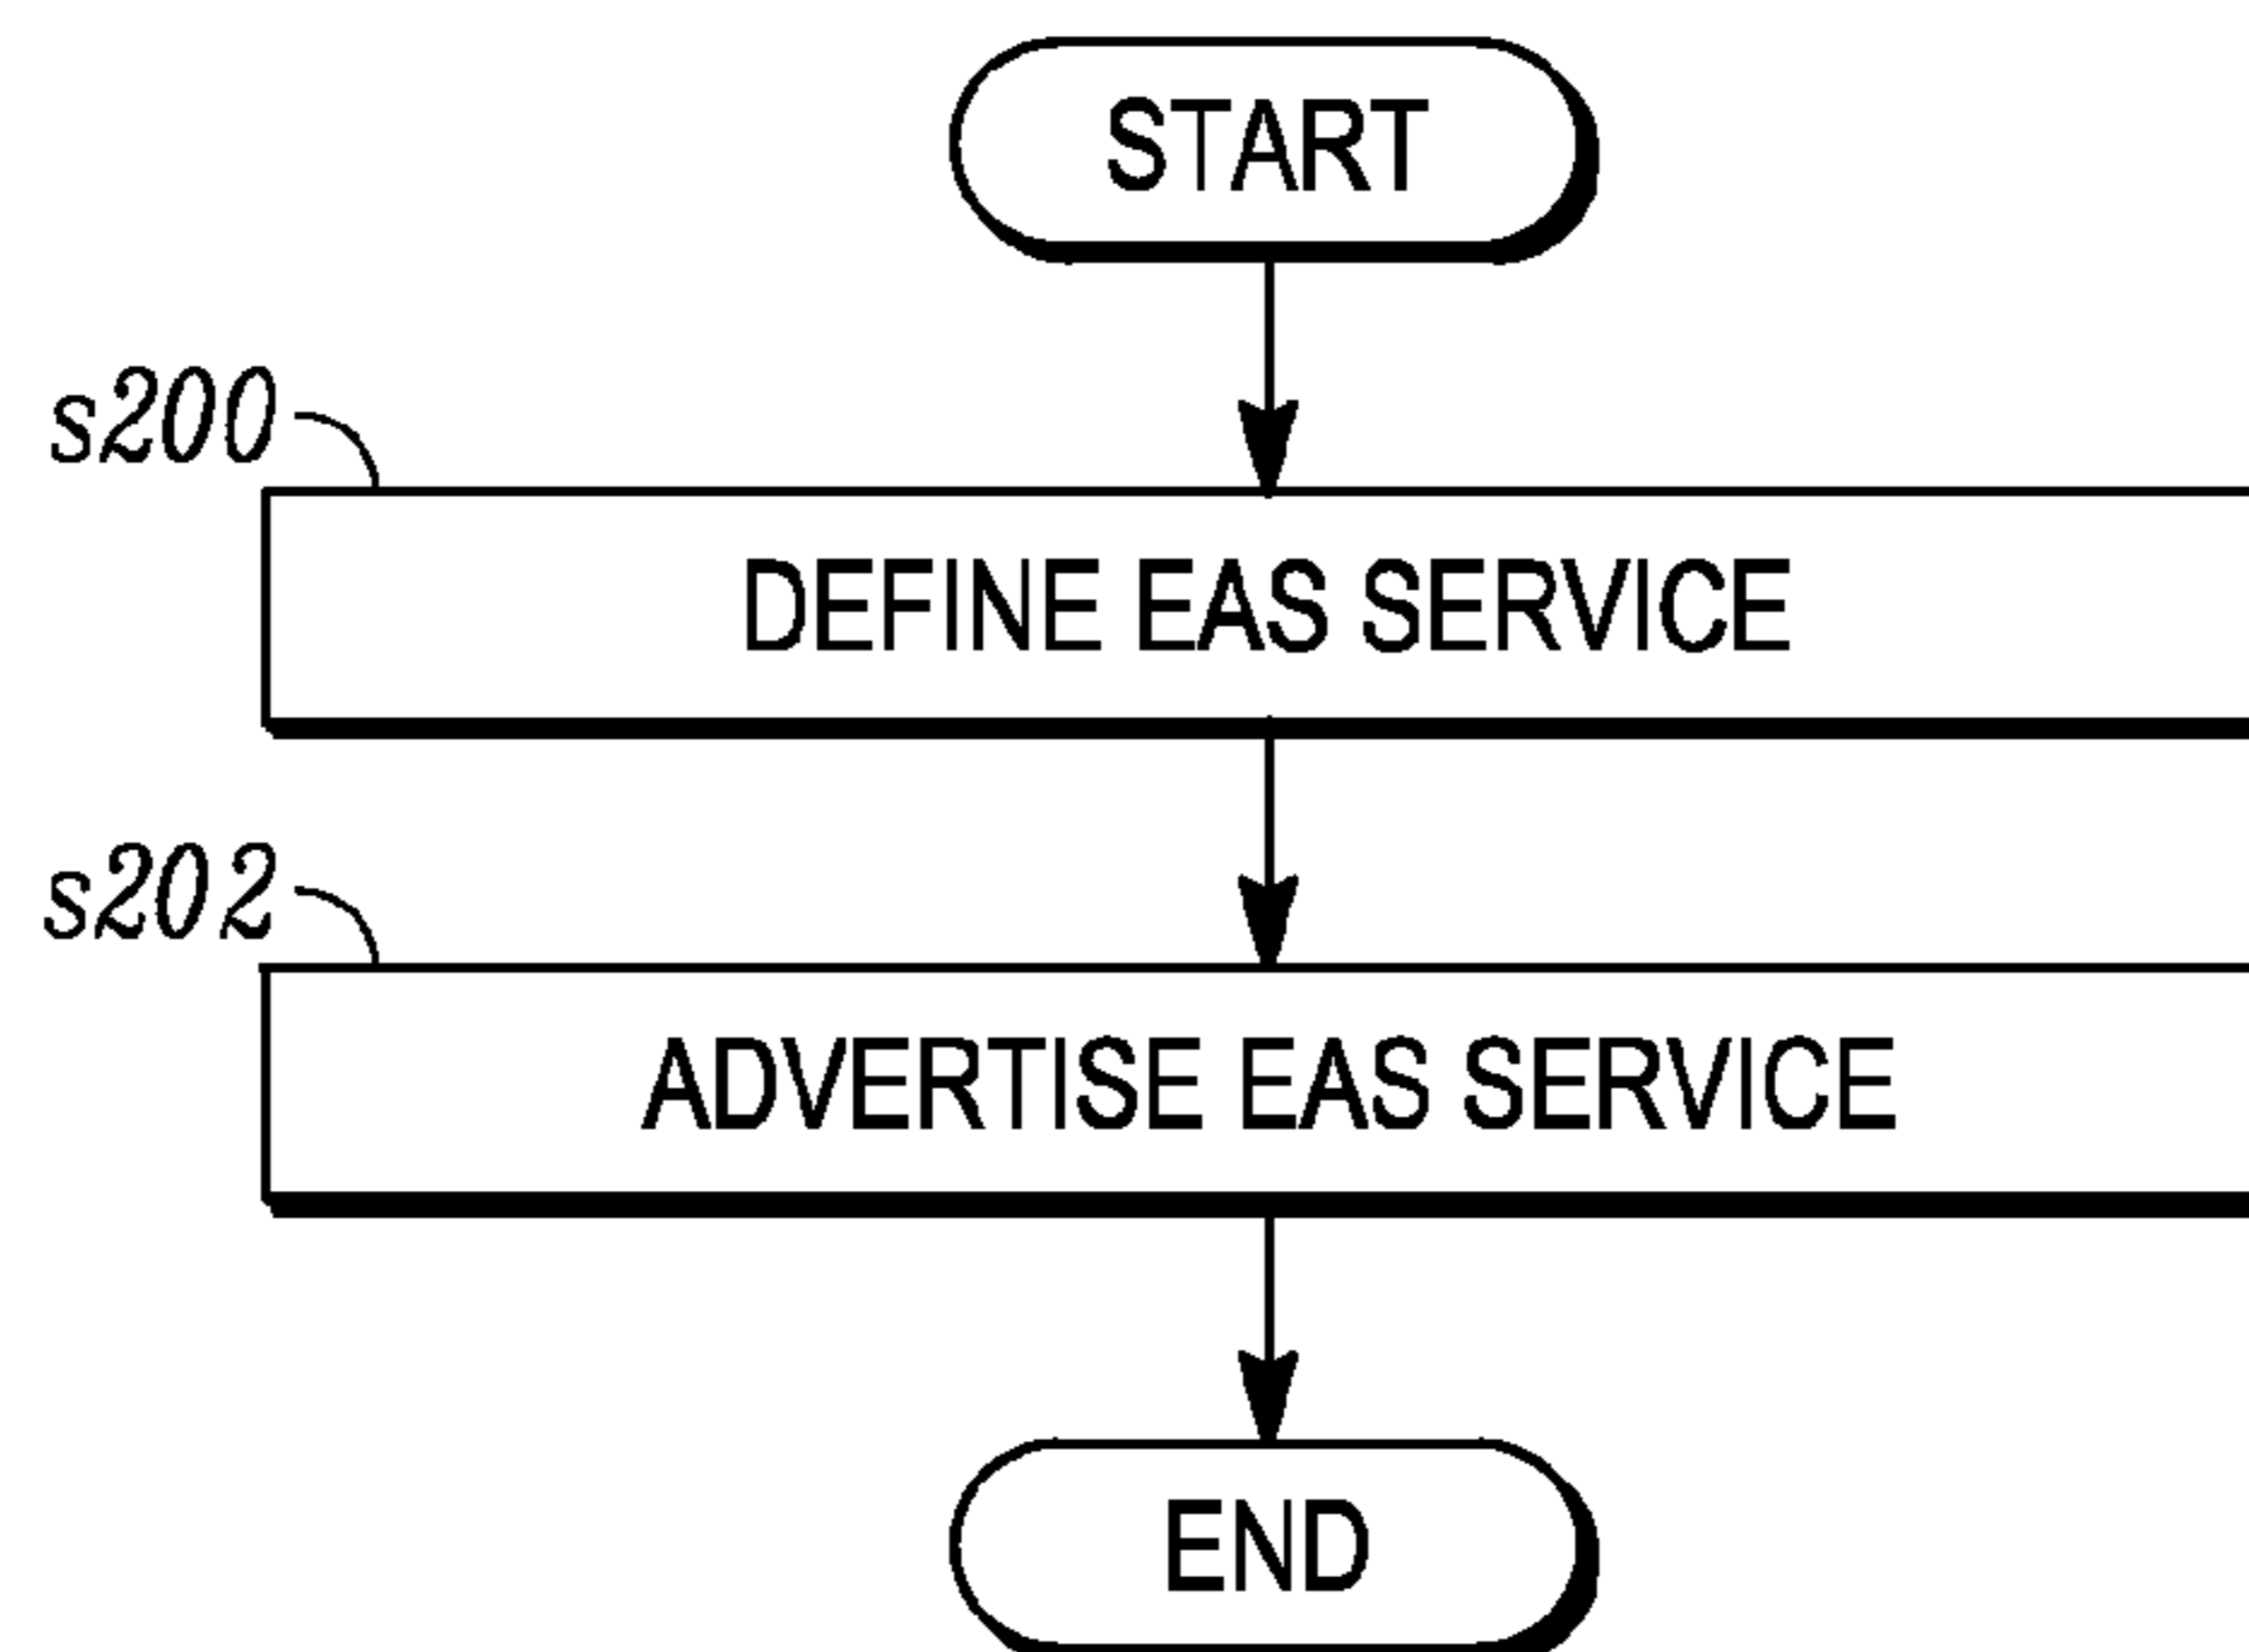 START
s200
DEFINE EAS SERVICE
s202
ADVERTISE EAS SERVICE
END